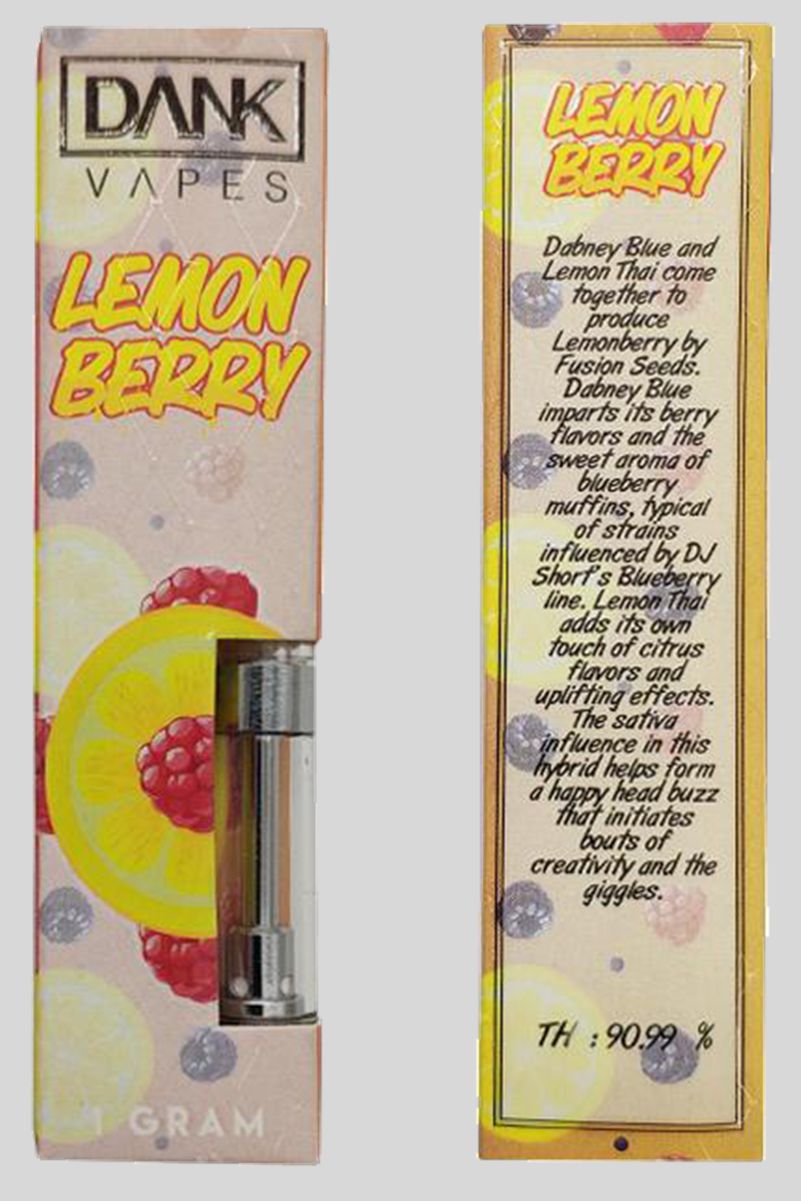 DANK
VAPES
LEMON
BERRY
1 GRAM
LEMON
BERRY
Dabney Blue and
Lemon Thai come
together to
produce
Lemonberry by
Fusion Seeds.
Dabney Blue
imparts its berry
flavors and the
sweet aroma of
blueberry
muffins, typical
of strains
influenced by DJ
Short's Blueberry
line. Lemon Thai
adds its own
touch of citrus
flavors and
uplifting effects.
The sativa
influence in this
hybrid helps form
a happy head buzz
that initiates
bouts of
creativity and the
giggles.
TH : 90.99 %